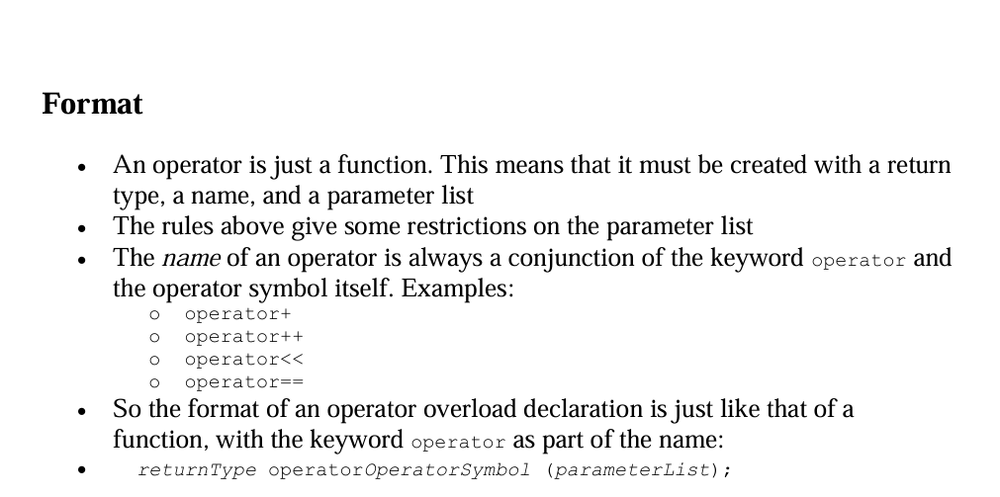 Format
• An operator is just a function. This means that it must be created with a return
type, a name, and a parameter list
• The rules above give some restrictions on the parameter list
• The name of an operator is always a conjunction of the keyword operator and
the operator symbol itself. Examples:
o operator+
o operator++
o operator<<
o operator==
• So the format of an operator overload declaration is just like that of a
function, with the keyword operator as part of the name:
• returnType operatorOperatorSymbol (parameterList);